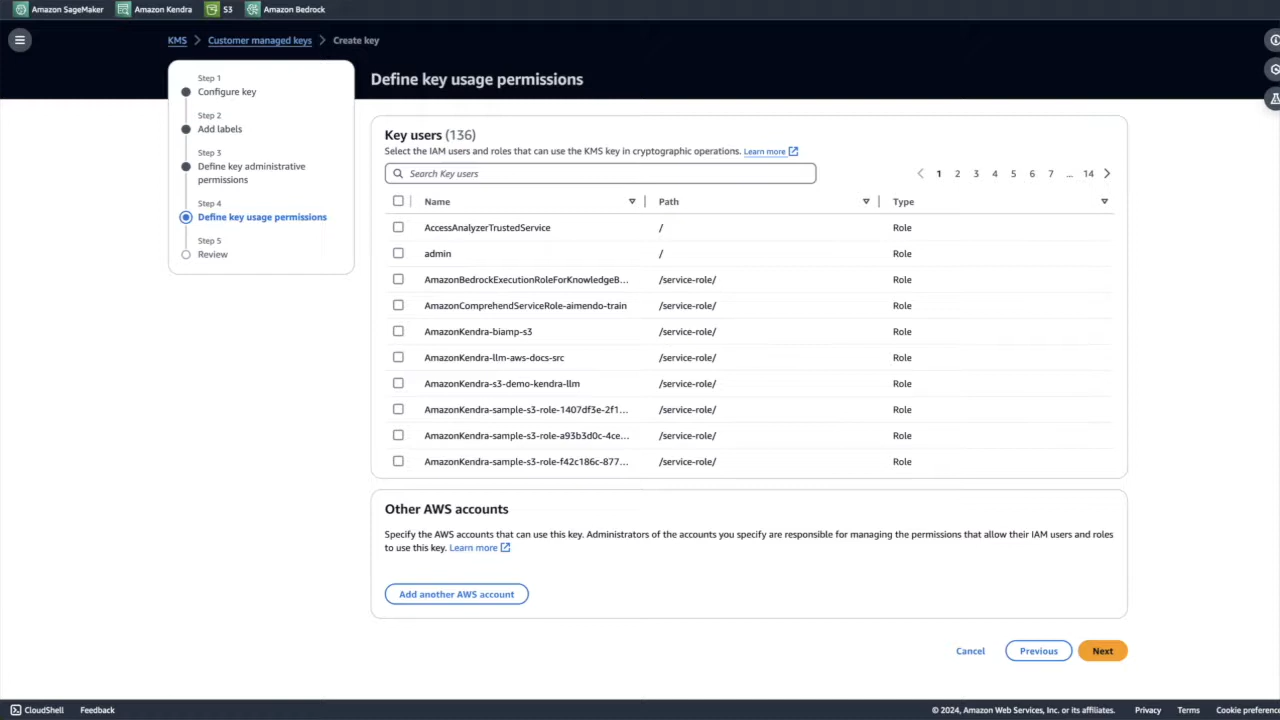 Amazon SageMaker Amazon Kendra S3 Amazon Bedrock
KMS Customer managed keys Create key
Step 1
Configure key
Step 2
Add labels
Step 3
Define key administrative
permissions
Step 4
Define key usage permissions
Step 5
Review
Define key usage permissions
Key users (136)
Select the IAM users and roles that can use the KMS key in cryptographic operations. Learn more
Search Key users
1 2 3 4 5 6 7 ... 14
Name Path Type
AccessAnalyzerTrustedService / Role
admin / Role
AmazonBedrockExecutionRoleForKnowledgeB... /service-role/ Role
AmazonComprehendServiceRole-aimendo-train /service-role/ Role
AmazonKendra-biamp-s3 /service-role/ Role
AmazonKendra-llm-aws-docs-src /service-role/ Role
AmazonKendra-s3-demo-kendra-llm /service-role/ Role
AmazonKendra-sample-s3-role-1407df3e-2f1... /service-role/ Role
AmazonKendra-sample-s3-role-a93b3d0c-4ce... /service-role/ Role
AmazonKendra-sample-s3-role-f42c186c-877... /service-role/ Role
Other AWS accounts
Specify the AWS accounts that can use this key. Administrators of the accounts you specify are responsible for managing the permissions that allow their IAM users and roles
to use this key. Learn more
Add another AWS account
Cancel Previous Next
CloudShell Feedback © 2024, Amazon Web Services, Inc. or its affiliates. Privacy Terms Cookie preference